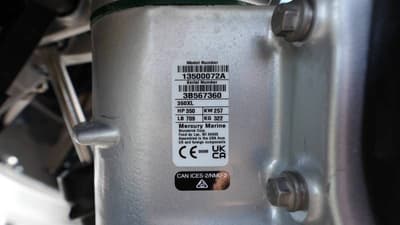 Model Number
13500072A
Serial Number
3B567360
350XL
HP 350 KW 257
LB 709 KG 322
Mercury Marine
Brunswick Corp.
Fond du Lac, WI 54935
Assembled in the USA from
US and foreign components
CE UK
CA
CAN ICES-2/NMB-2